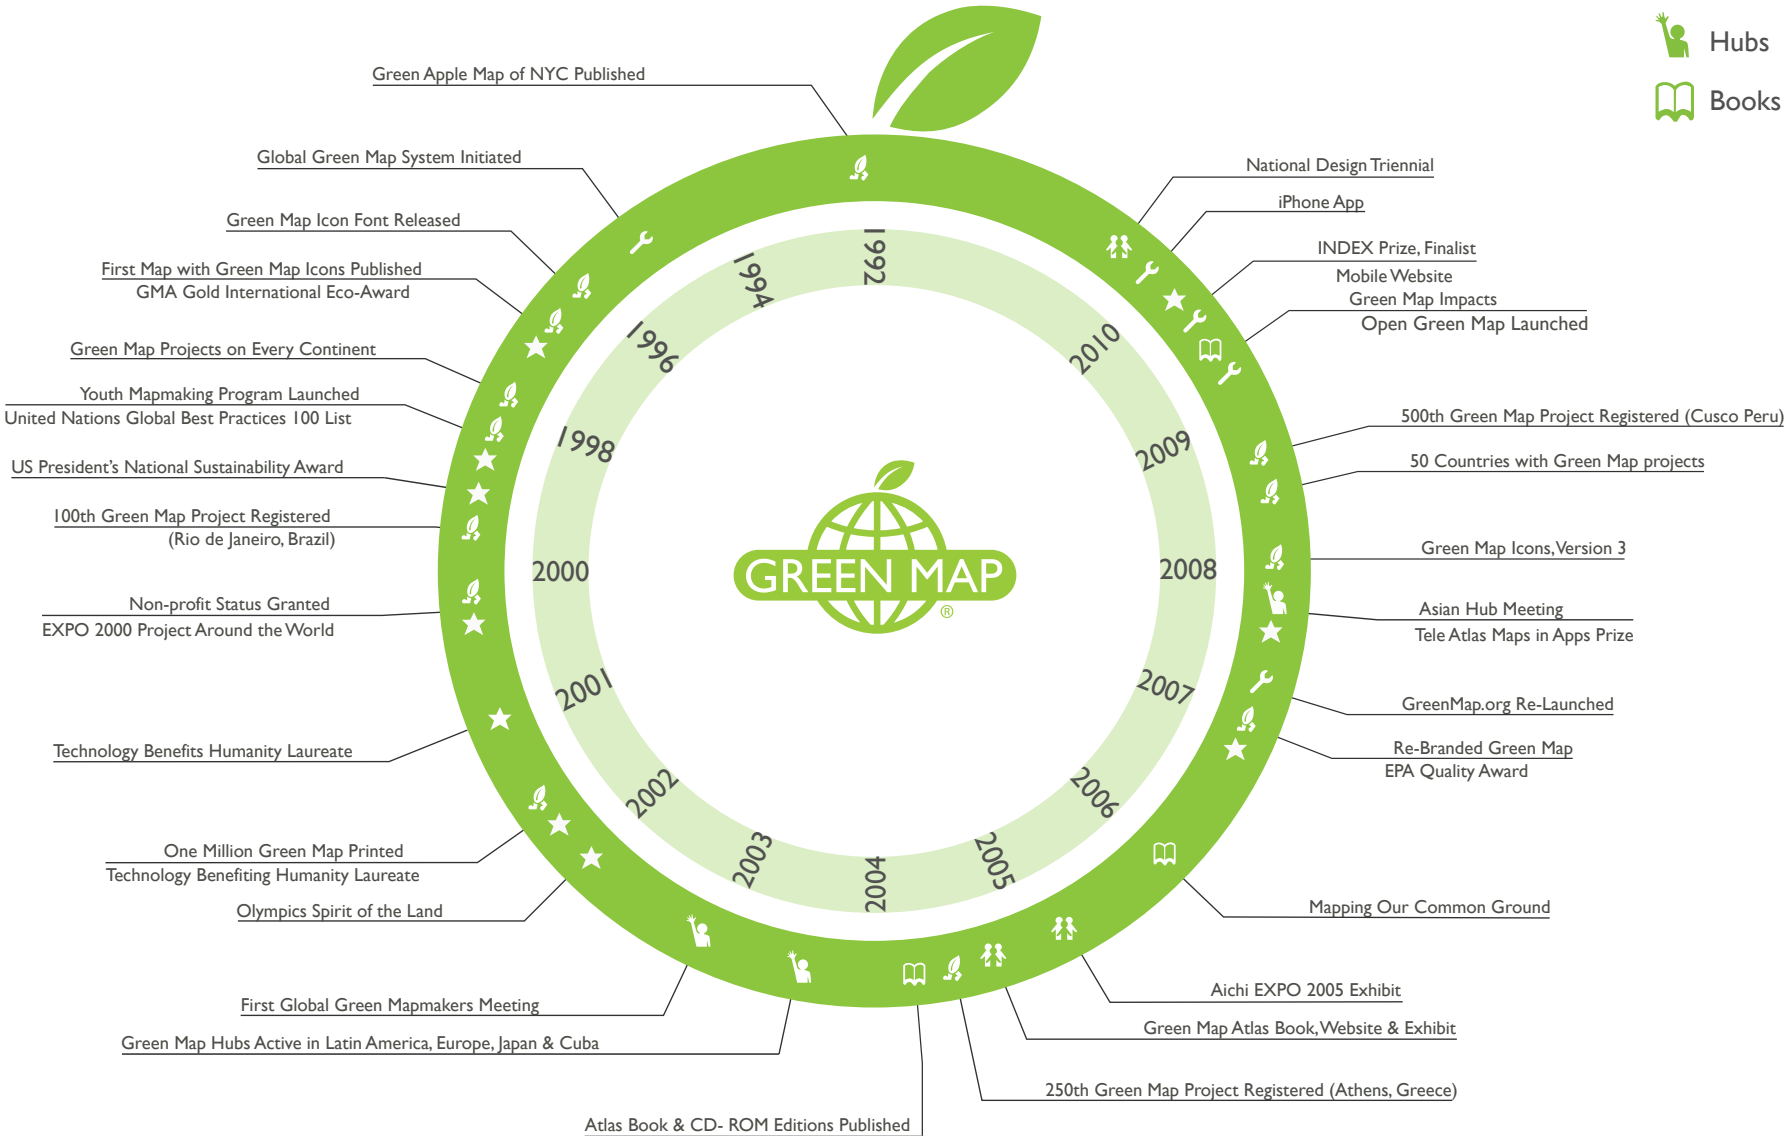 Hubs
Books
Green Apple Map of NYC Published
Global Green Map System Initiated
Green Map Icon Font Released
First Map with Green Map Icons Published
GMA Gold International Eco-Award
Green Map Projects on Every Continent
Youth Mapmaking Program Launched
United Nations Global Best Practices 100 List
US President's National Sustainability Award
100th Green Map Project Registered
(Rio de Janeiro, Brazil)
Non-profit Status Granted
EXPO 2000 Project Around the World
Technology Benefits Humanity Laureate
One Million Green Map Printed
Technology Benefiting Humanity Laureate
Olympics Spirit of the Land
First Global Green Mapmakers Meeting
Green Map Hubs Active in Latin America, Europe, Japan & Cuba
Atlas Book & CD- ROM Editions Published
250th Green Map Project Registered (Athens, Greece)
Green Map Atlas Book, Website & Exhibit
Aichi EXPO 2005 Exhibit
Mapping Our Common Ground
EPA Quality Award
Re-Branded Green Map
GreenMap.org Re-Launched
Tele Atlas Maps in Apps Prize
Asian Hub Meeting
Green Map Icons, Version 3
50 Countries with Green Map projects
500th Green Map Project Registered (Cusco Peru)
Open Green Map Launched
Green Map Impacts
Mobile Website
INDEX Prize, Finalist
iPhone App
National Design Triennial
1992
1994
1996
1998
2000
2001
2002
2003
2004
2005
2006
2007
2008
2009
2010
GREEN MAP
®